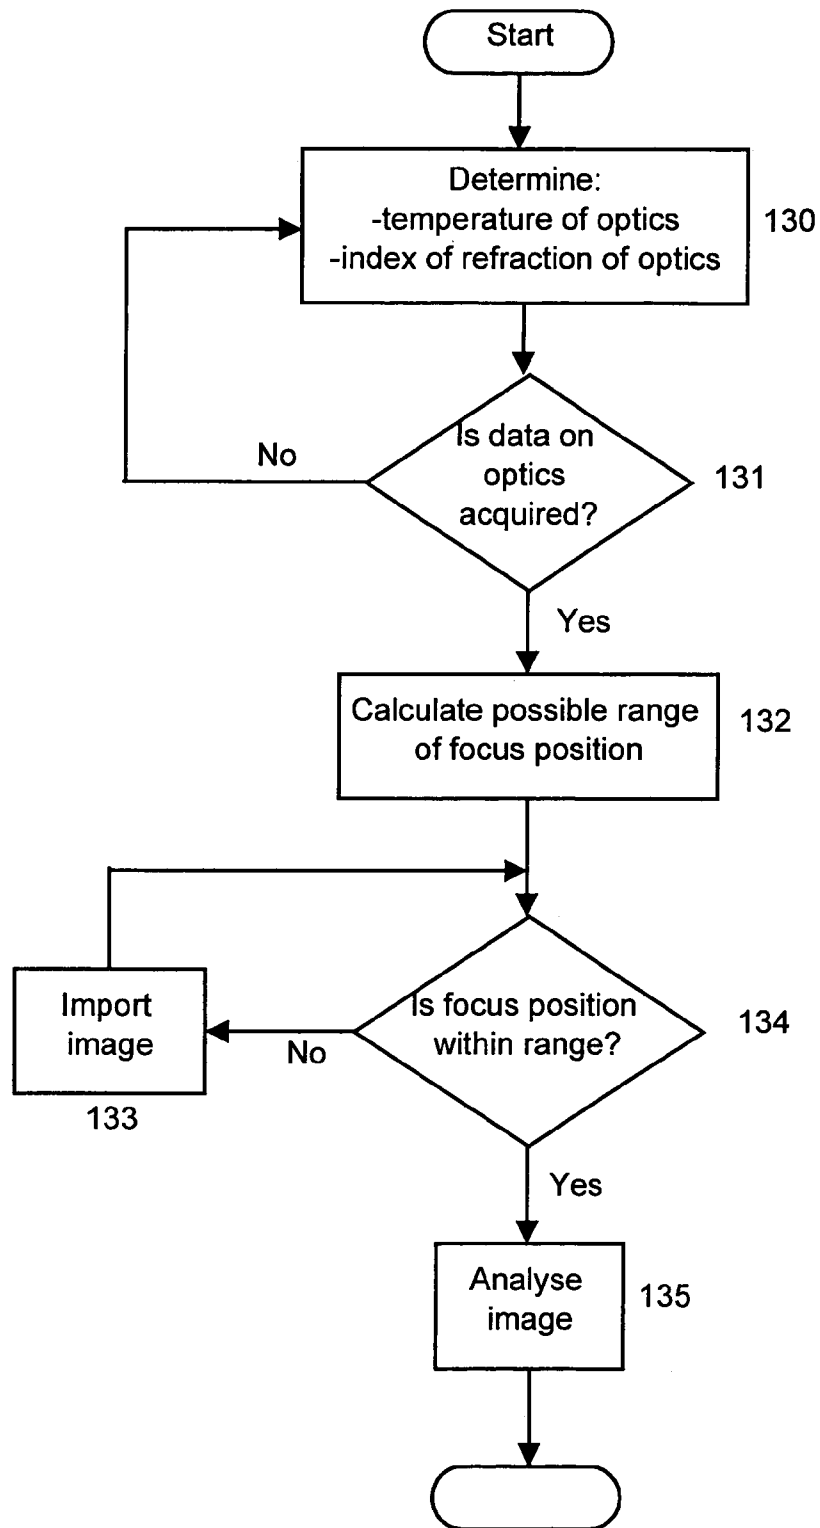 Start
Determine:
-temperature of optics
-index of refraction of optics
130
Is data on
optics
acquired?
131
No
Yes
Calculate possible range
of focus position
132
Is focus position
within range?
134
No
Import
image
133
Yes
Analyse
image
135